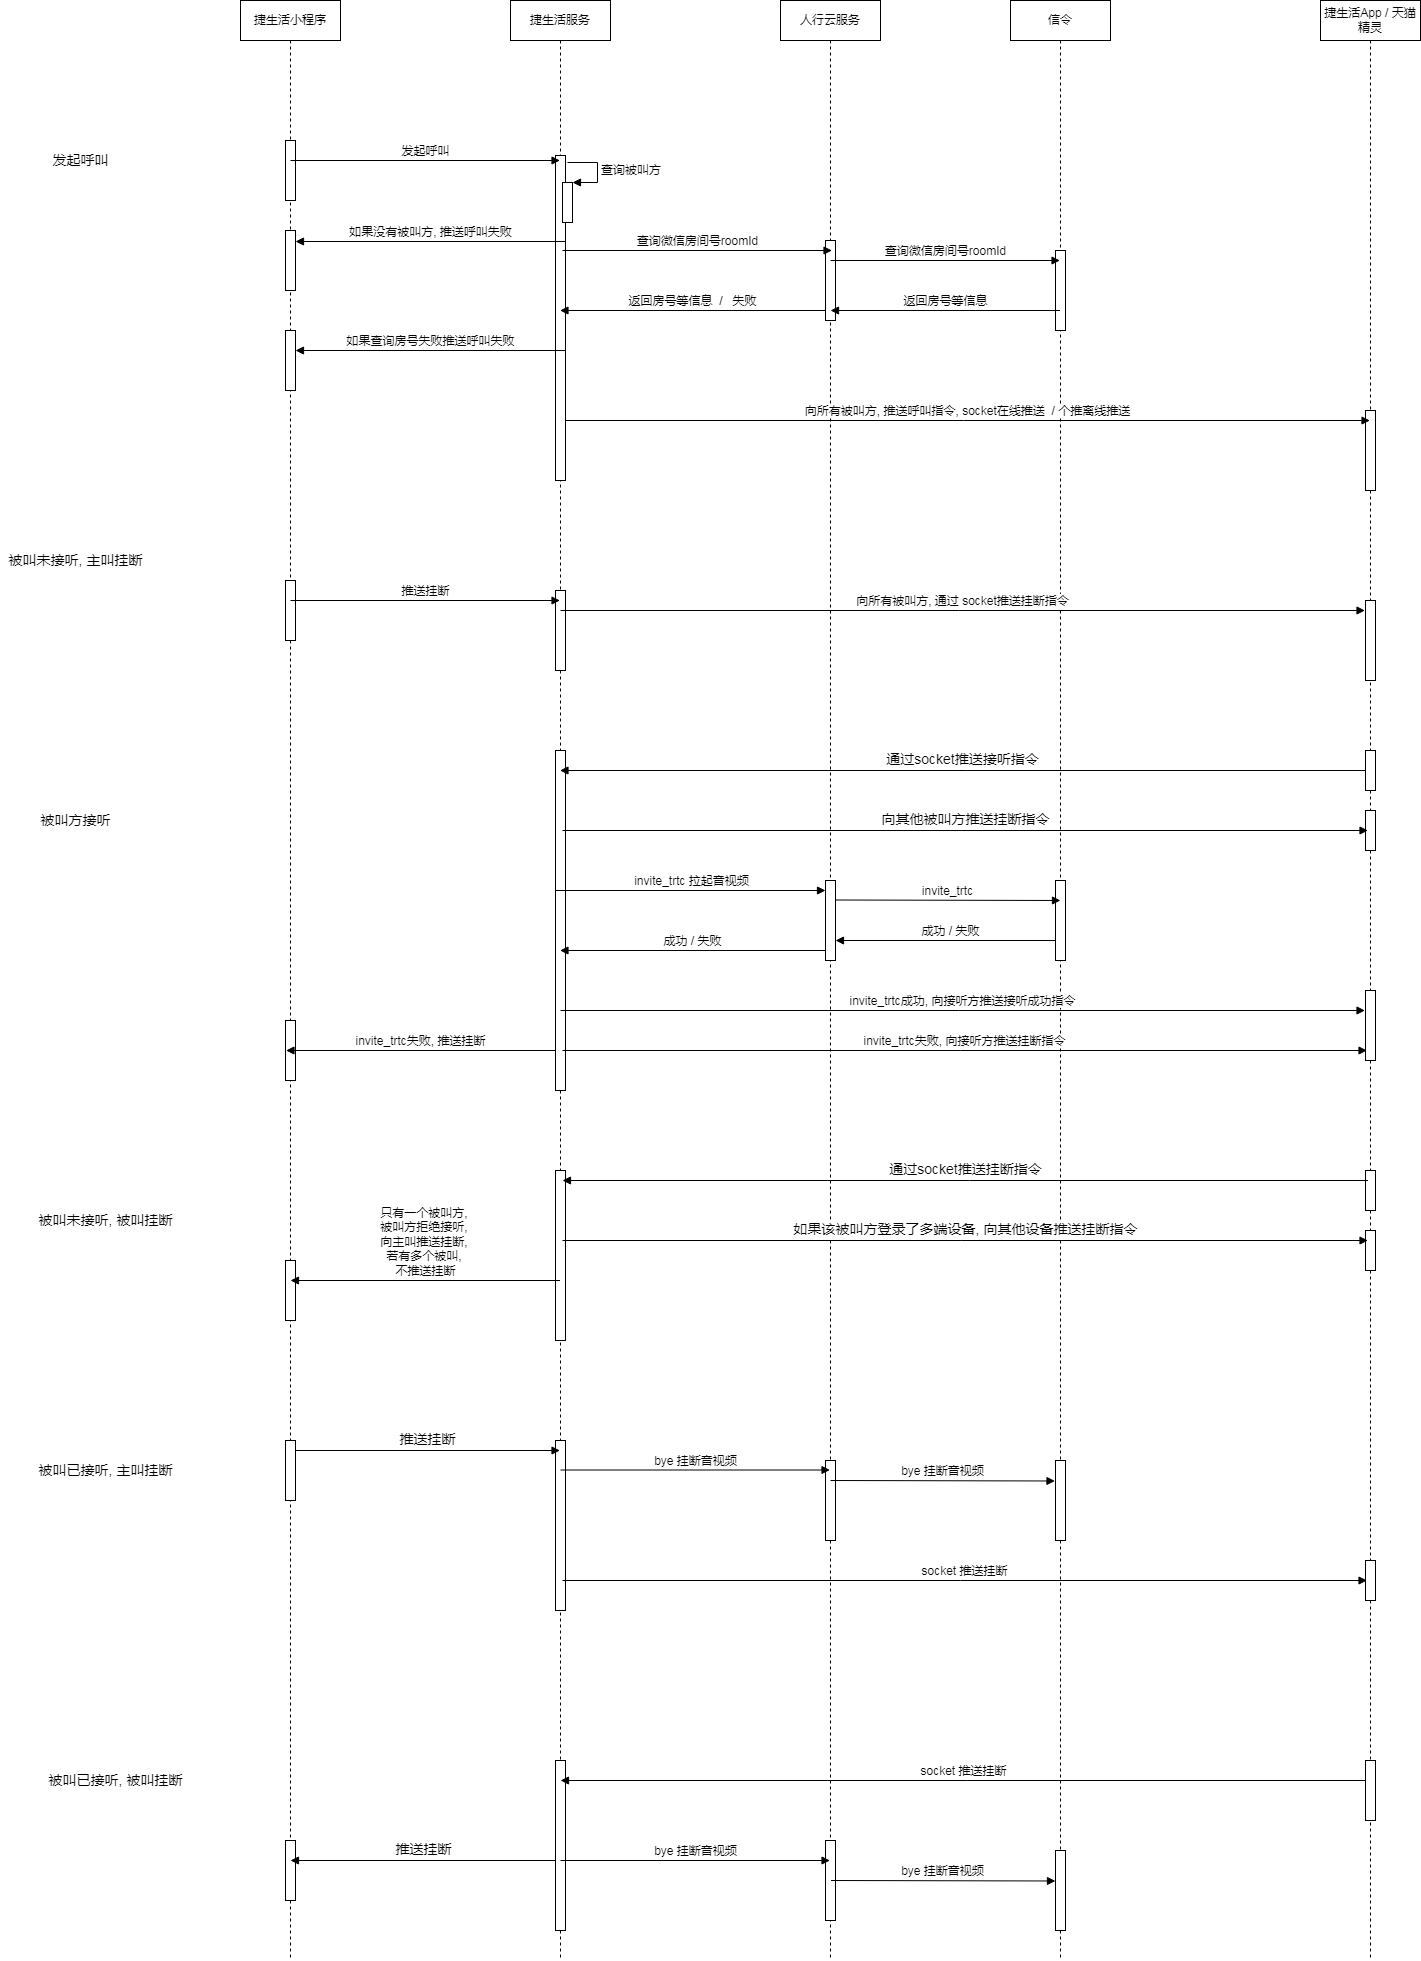 捷生活小程序
捷生活服务
人行云服务
信令
捷生活App / 天猫
精灵
发起呼叫
发起呼叫
查询被叫方
如果没有被叫方, 推送呼叫失败
查询微信房间号roomId
查询微信房间号roomId
返回房号等信息 / 失败
返回房号等信息
如果查询房号失败推送呼叫失败
向所有被叫方, 推送呼叫指令, socket在线推送 / 个推离线推送
被叫未接听, 主叫挂断
推送挂断
向所有被叫方, 通过 socket推送挂断指令
通过socket推送接听指令
被叫方接听
向其他被叫方推送挂断指令
invite_trtc 拉起音视频
invite_trtc
成功 / 失败
成功 / 失败
invite_trtc成功, 向接听方推送接听成功指令
invite_trtc失败, 推送挂断
invite_trtc失败, 向接听方推送挂断指令
通过socket推送挂断指令
被叫未接听, 被叫挂断
只有一个被叫方,
被叫方拒绝接听,
向主叫推送挂断,
若有多个被叫,
不推送挂断
如果该被叫方登录了多端设备, 向其他设备推送挂断指令
推送挂断
被叫已接听, 主叫挂断
bye 挂断音视频
bye 挂断音视频
socket 推送挂断
socket 推送挂断
被叫已接听, 被叫挂断
推送挂断
bye 挂断音视频
bye 挂断音视频